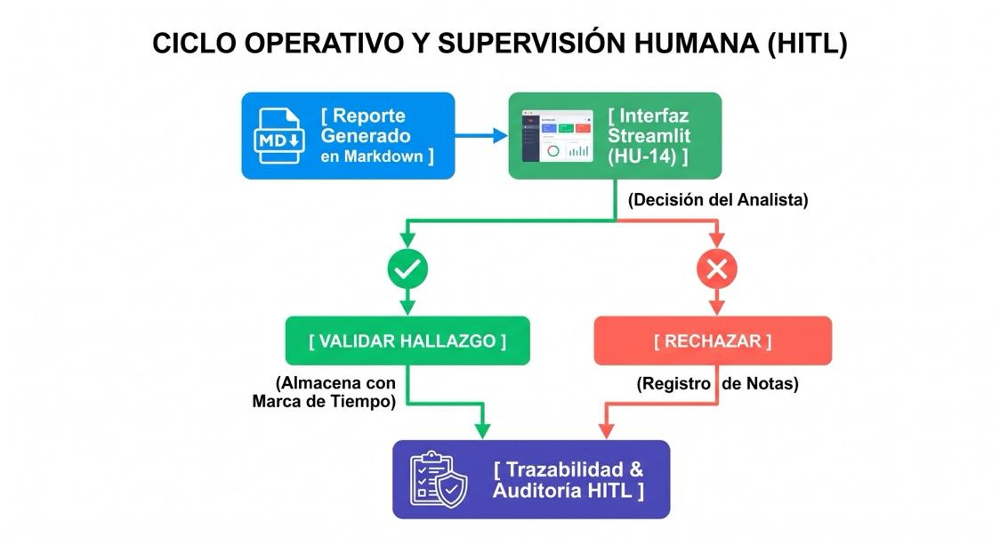 CICLO OPERATIVO Y SUPERVISIÓN HUMANA (HITL)
MD
[ Reporte
Generado
en Markdown ]
[ Interfaz
Streamlit
(HU-14) ]
(Decisión del Analista)
[ VALIDAR HALLAZGO ]
[ RECHAZAR ]
(Almacena con
Marca de Tiempo)
(Registro de Notas)
[ Trazabilidad &
Auditoría HITL ]